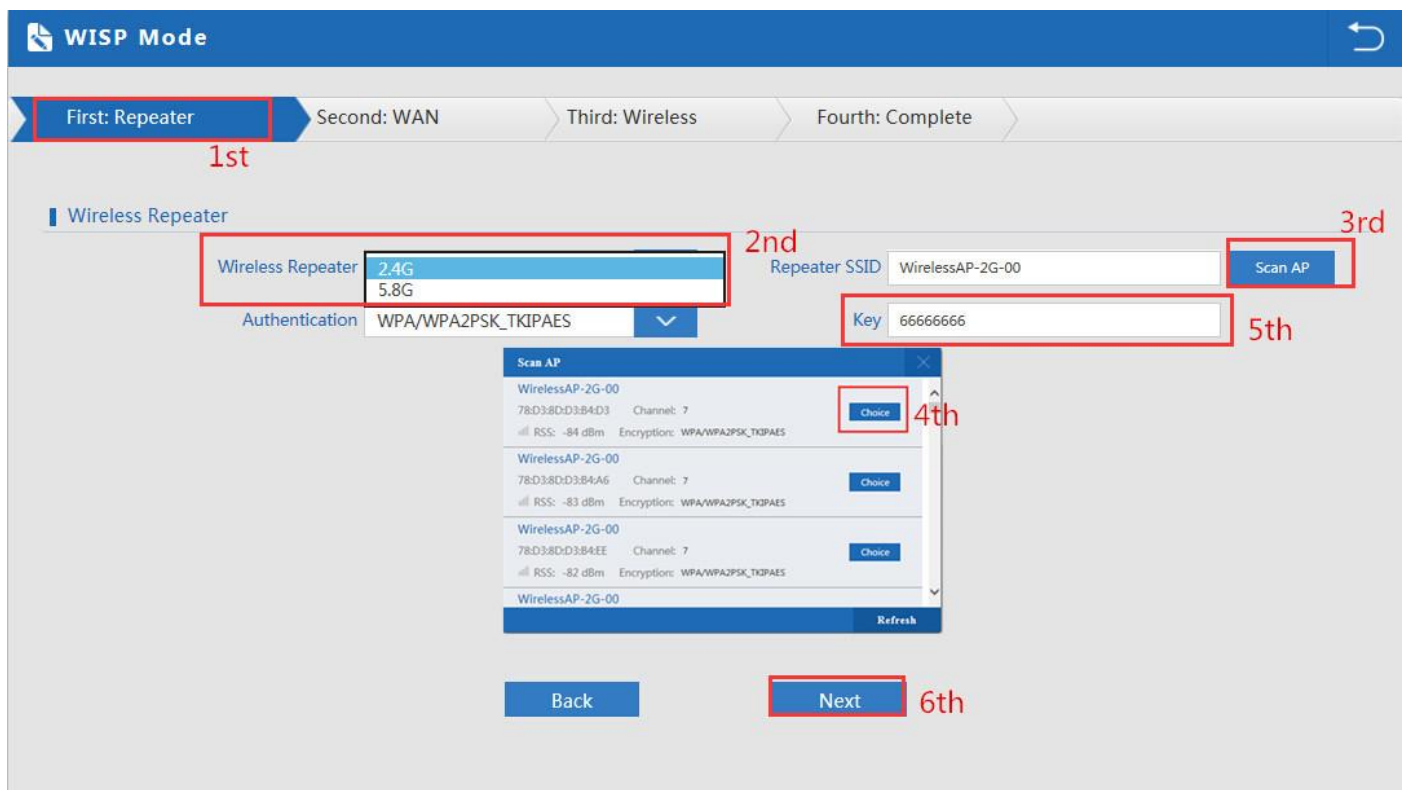 WISP Mode
First: Repeater
Second: WAN
Third: Wireless
Fourth: Complete
1st
Wireless Repeater
3rd
2nd
Wireless Repeater
2.4G
5.8G
Repeater SSID
WirelessAP-2G-00
Scan AP
Authentication
WPA/WPA2PSK_TKIPAES
Key
66666666
5th
Scan AP
WirelessAP-2G-00
78:D3:8D:D3:B4:D3 Channel: 7
Choice
4th
RSS: -84 dBm Encryption: WPA/WPA2PSK_TKIPAES
WirelessAP-2G-00
78:D3:8D:D3:B4:A6 Channel: 7
Choice
RSS: -83 dBm Encryption: WPA/WPA2PSK_TKIPAES
WirelessAP-2G-00
78:D3:8D:D3:B4:EE Channel: 7
Choice
RSS: -82 dBm Encryption: WPA/WPA2PSK_TKIPAES
WirelessAP-2G-00
Refresh
Back
Next
6th